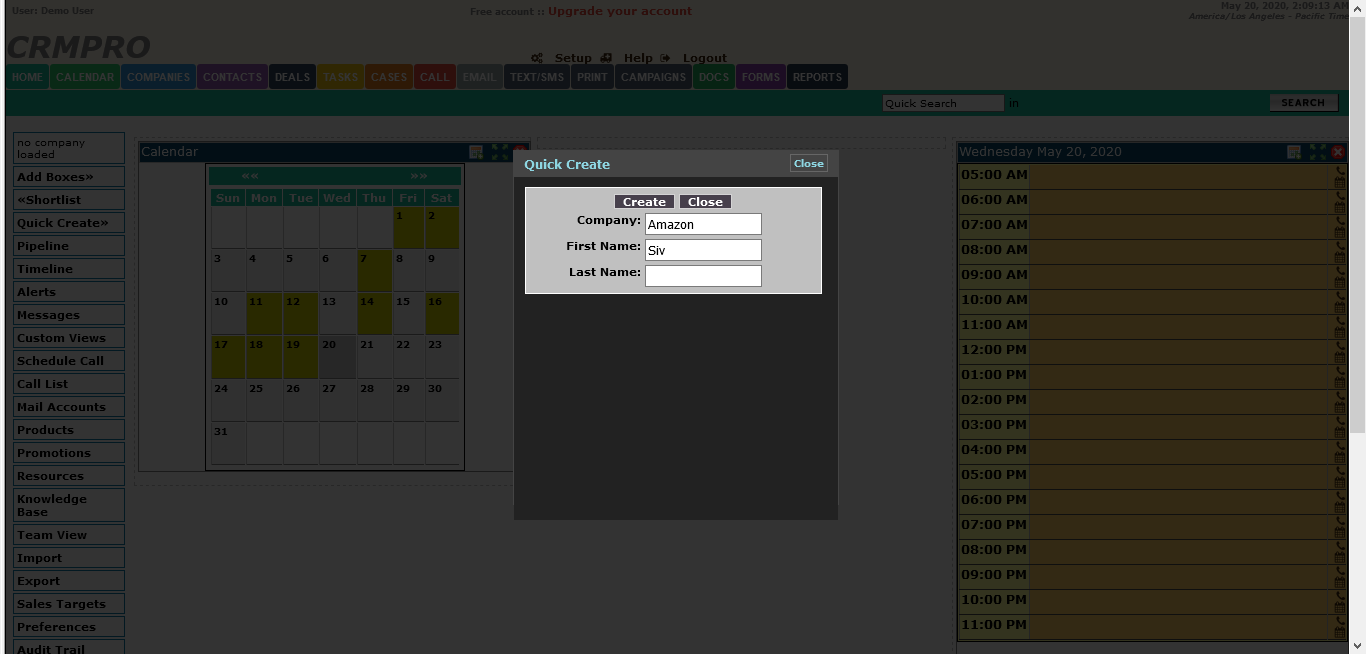 User: Demo User
Free account :: Upgrade your account
May 20, 2020, 2:09:13 AM
America/Los Angeles - Pacific Time
CRMPRO
Setup Help Logout
HOME CALENDAR COMPANIES CONTACTS DEALS TASKS CASES CALL EMAIL TEXT/SMS PRINT CAMPAIGNS DOCS FORMS REPORTS
Quick Search in SEARCH
no company
loaded
Add Boxes»
«Shortlist
Quick Create»
Pipeline
Timeline
Alerts
Messages
Custom Views
Schedule Call
Call List
Mail Accounts
Products
Promotions
Resources
Knowledge
Base
Team View
Import
Export
Sales Targets
Preferences
Audit Trail
Calendar
«« »»
Sun Mon Tue Wed Thu Fri Sat
1 2
3 4 5 6 7 8 9
10 11 12 13 14 15 16
17 18 19 20 21 22 23
24 25 26 27 28 29 30
31
Quick Create Close
Create Close
Company: Amazon
First Name: Siv
Last Name:
Wednesday May 20, 2020
05:00 AM
06:00 AM
07:00 AM
08:00 AM
09:00 AM
10:00 AM
11:00 AM
12:00 PM
01:00 PM
02:00 PM
03:00 PM
04:00 PM
05:00 PM
06:00 PM
07:00 PM
08:00 PM
09:00 PM
10:00 PM
11:00 PM